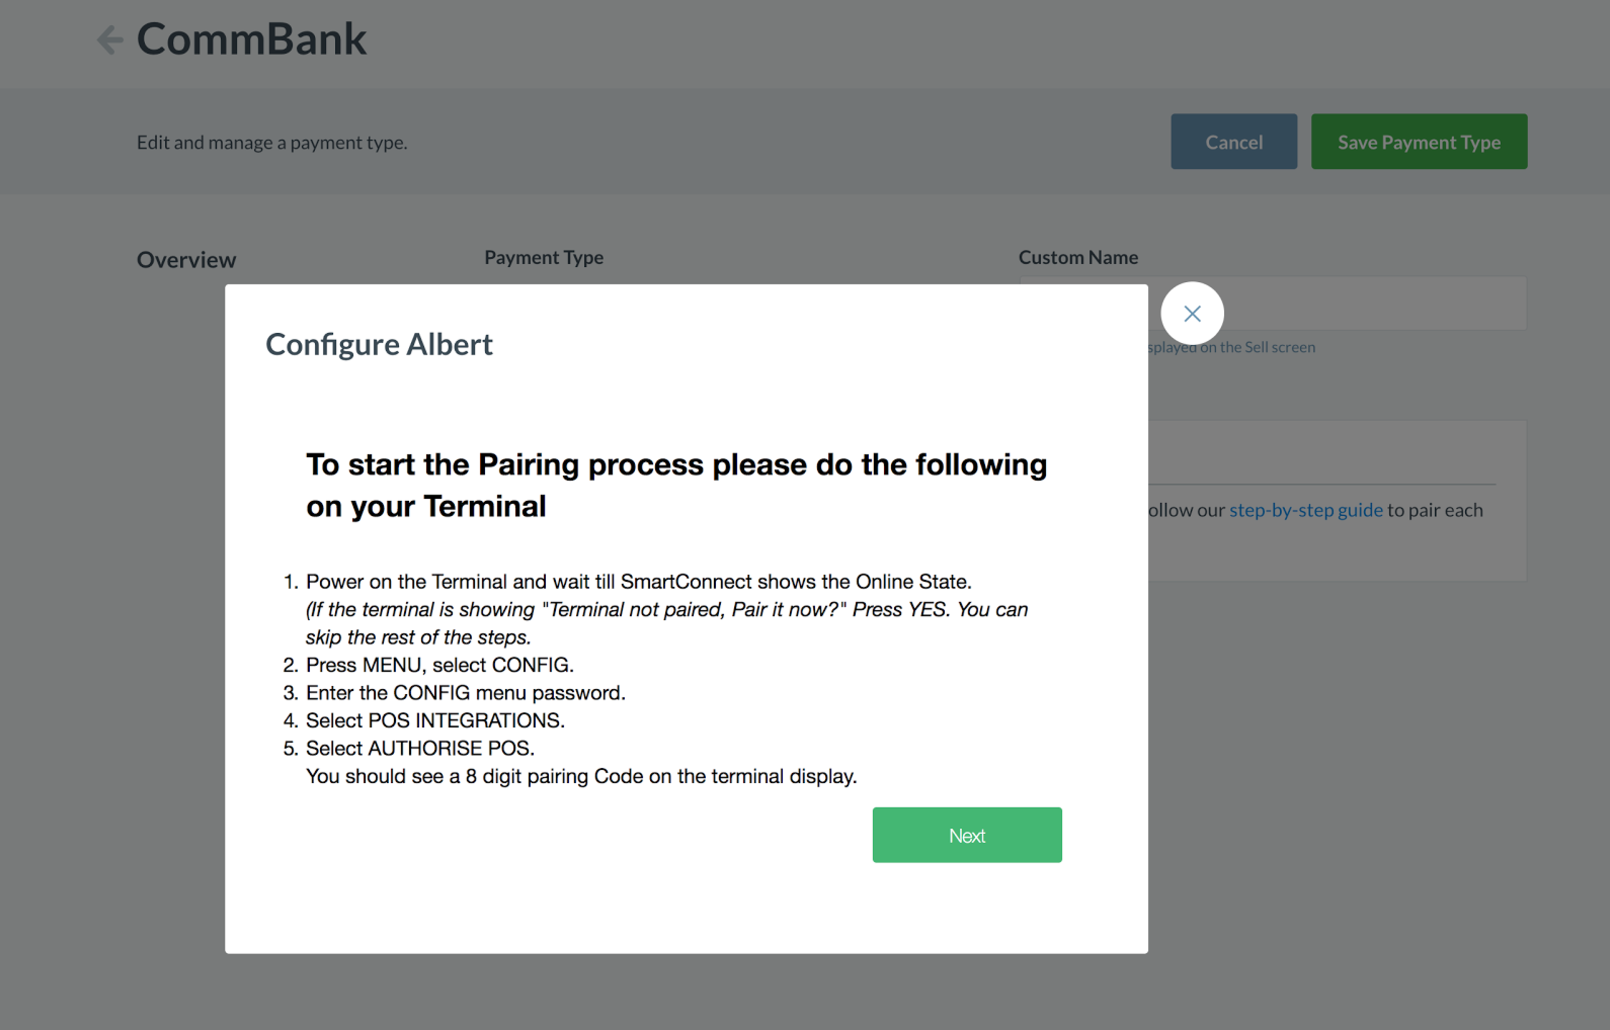 CommBank
Edit and manage a payment type.
Cancel
Save Payment Type
Overview
Payment Type
Custom Name
splayed on the Sell screen
Configure Albert
To start the Pairing process please do the following
on your Terminal
ollow our step-by-step guide to pair each
1. Power on the Terminal and wait till SmartConnect shows the Online State.
(If the terminal is showing "Terminal not paired, Pair it now?" Press YES. You can
skip the rest of the steps.
2. Press MENU, select CONFIG.
3. Enter the CONFIG menu password.
4. Select POS INTEGRATIONS.
5. Select AUTHORISE POS.
You should see a 8 digit pairing Code on the terminal display.
Next